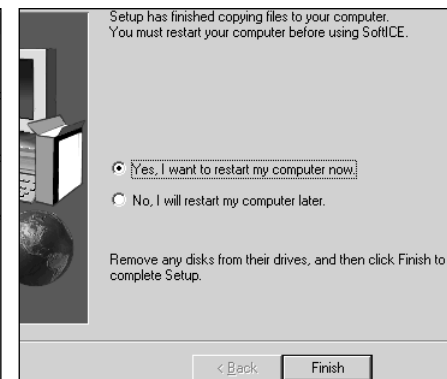 Setup has finished copying files to your computer.
You must restart your computer before using SoftICE.
Yes, I want to restart my computer now.
No, I will restart my computer later.
Remove any disks from their drives, and then click Finish to
complete Setup.
< Back
Finish